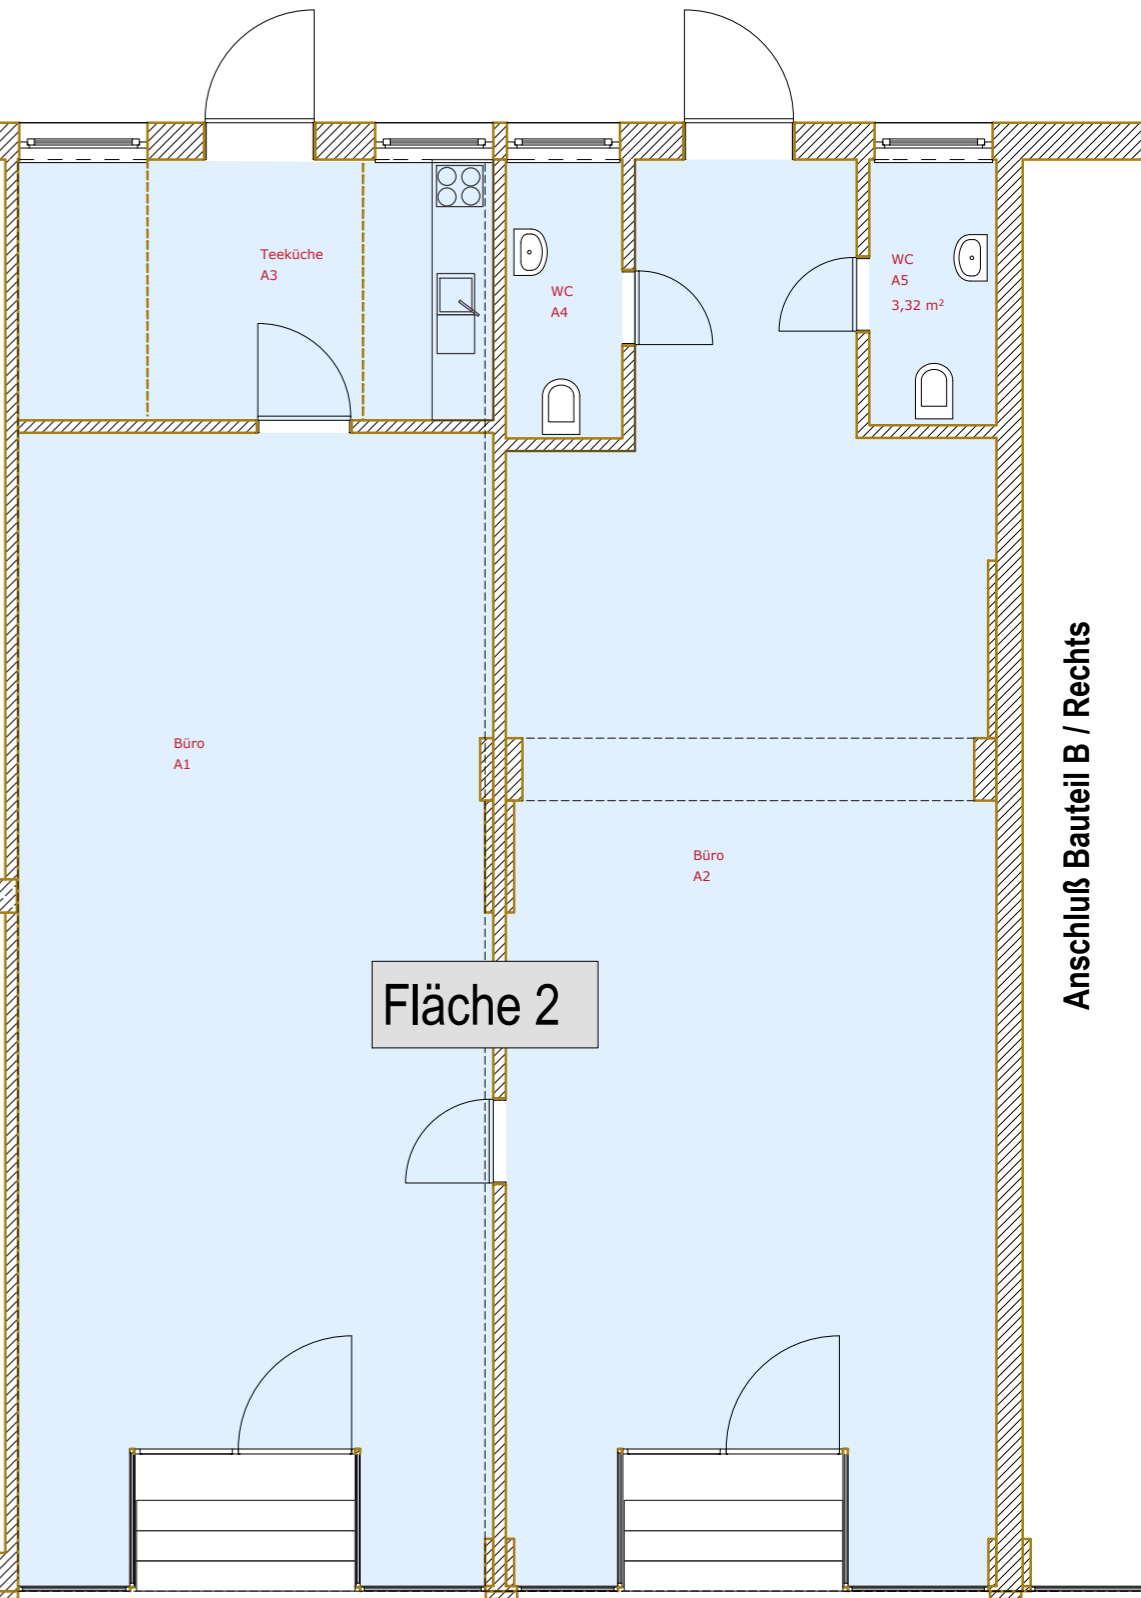 Teeküche
A3
WC
A4
WC
A5
3,32 m²
Büro
A1
Büro
A2
Fläche 2
Anschluß Bauteil B / Rechts